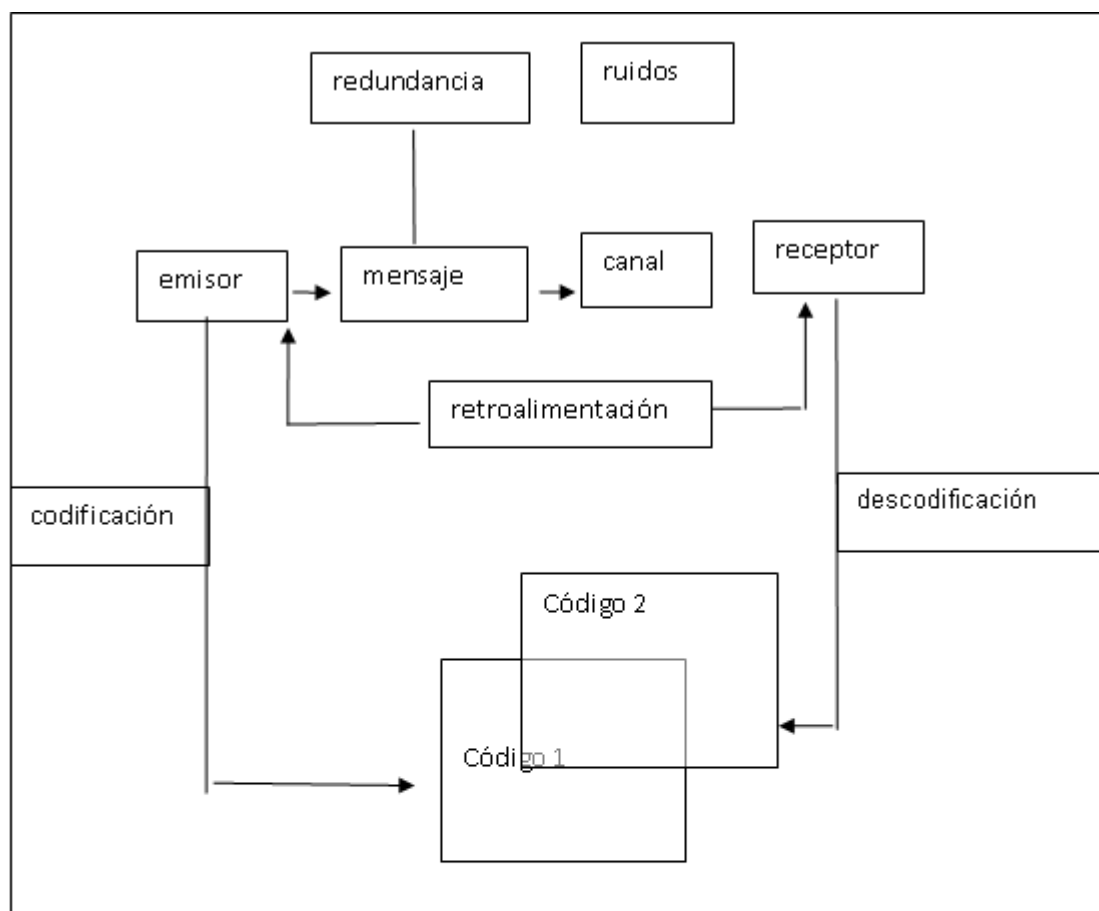 redundancia
ruidos
emisor
mensaje
canal
receptor
retroalimentación
codificación
descodificación
Código 2
Código 1